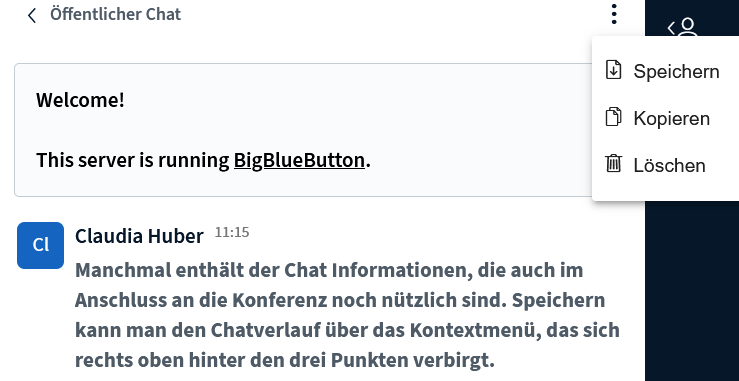 Öffentlicher Chat
Speichern
Kopieren
Löschen
Welcome!
This server is running BigBlueButton.
Cl
Claudia Huber 11:15
Manchmal enthält der Chat Informationen, die auch im
Anschluss an die Konferenz noch nützlich sind. Speichern
kann man den Chatverlauf über das Kontextmenü, das sich
rechts oben hinter den drei Punkten verbirgt.